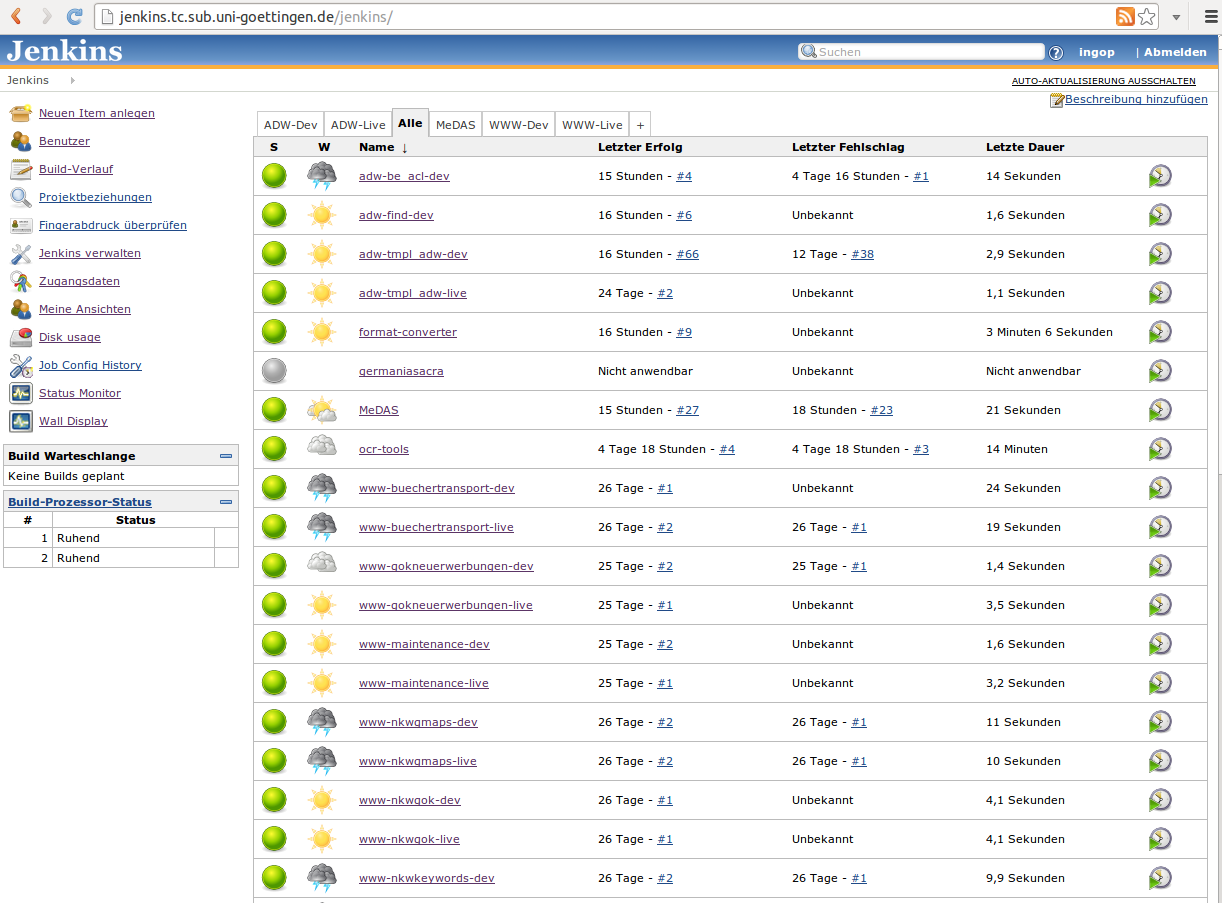 jenkins.tc.sub.uni-goettingen.de/jenkins/
Jenkins
Suchen
ingop | Abmelden
Jenkins
AUTO-AKTUALISIERUNG AUSSCHALTEN
Beschreibung hinzufügen
Neuen Item anlegen
Benutzer
Build-Verlauf
Projektbeziehungen
Fingerabdruck überprüfen
Jenkins verwalten
Zugangsdaten
Meine Ansichten
Disk usage
Job Config History
Status Monitor
Wall Display
Build Warteschlange
Keine Builds geplant
Build-Prozessor-Status
# Status
1 Ruhend
2 Ruhend
ADW-Dev ADW-Live Alle MeDAS WWW-Dev WWW-Live +
S W Name ↓ Letzter Erfolg Letzter Fehlschlag Letzte Dauer
adw-be_acl-dev 15 Stunden - #4 4 Tage 16 Stunden - #1 14 Sekunden
adw-find-dev 16 Stunden - #6 Unbekannt 1,6 Sekunden
adw-tmpl_adw-dev 16 Stunden - #66 12 Tage - #38 2,9 Sekunden
adw-tmpl_adw-live 24 Tage - #2 Unbekannt 1,1 Sekunden
format-converter 16 Stunden - #9 Unbekannt 3 Minuten 6 Sekunden
germaniasacra Nicht anwendbar Unbekannt Nicht anwendbar
MeDAS 15 Stunden - #27 18 Stunden - #23 21 Sekunden
ocr-tools 4 Tage 18 Stunden - #4 4 Tage 18 Stunden - #3 14 Minuten
www-buechertransport-dev 26 Tage - #1 Unbekannt 24 Sekunden
www-buechertransport-live 26 Tage - #2 26 Tage - #1 19 Sekunden
www-gokneuerwerbungen-dev 25 Tage - #2 25 Tage - #1 1,4 Sekunden
www-gokneuerwerbungen-live 25 Tage - #1 Unbekannt 3,5 Sekunden
www-maintenance-dev 25 Tage - #2 Unbekannt 1,6 Sekunden
www-maintenance-live 25 Tage - #1 Unbekannt 3,2 Sekunden
www-nkwgmaps-dev 26 Tage - #2 26 Tage - #1 11 Sekunden
www-nkwgmaps-live 26 Tage - #2 26 Tage - #1 10 Sekunden
www-nkwgok-dev 26 Tage - #1 Unbekannt 4,1 Sekunden
www-nkwgok-live 26 Tage - #1 Unbekannt 4,1 Sekunden
www-nkwkeywords-dev 26 Tage - #2 26 Tage - #1 9,9 Sekunden